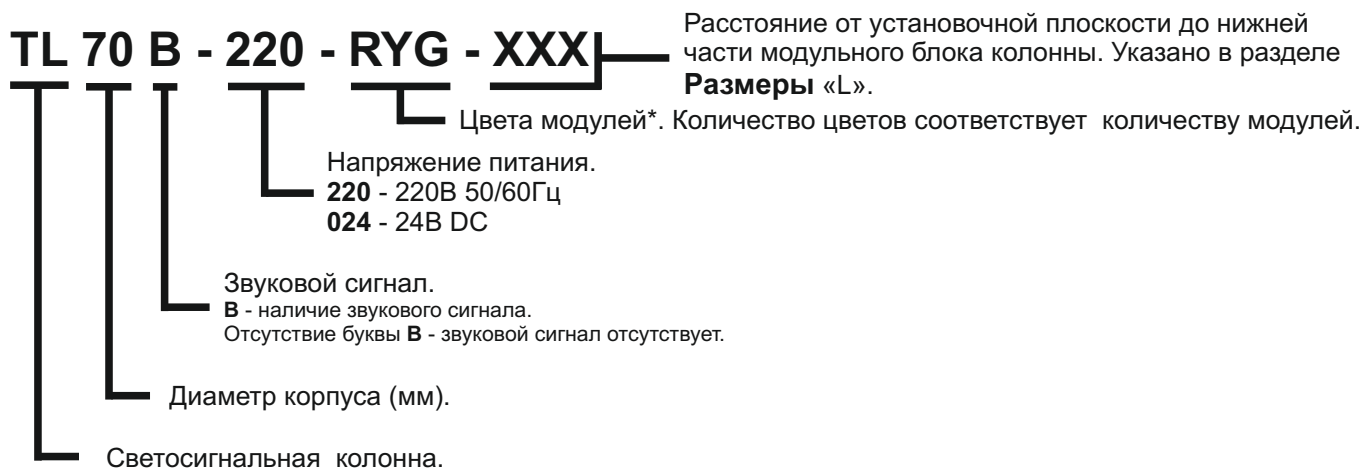 TL 70 B - 220 - RYG - XXX
Расстояние от установочной плоскости до нижней
части модульного блока колонны. Указано в разделе
Размеры «L».
Цвета модулей*. Количество цветов соответствует количеству модулей.
Напряжение питания.
220 - 220В 50/60Гц
024 - 24В DC
Звуковой сигнал.
В - наличие звукового сигнала.
Отсутствие буквы В - звуковой сигнал отсутствует.
Диаметр корпуса (мм).
Светосигнальная колонна.